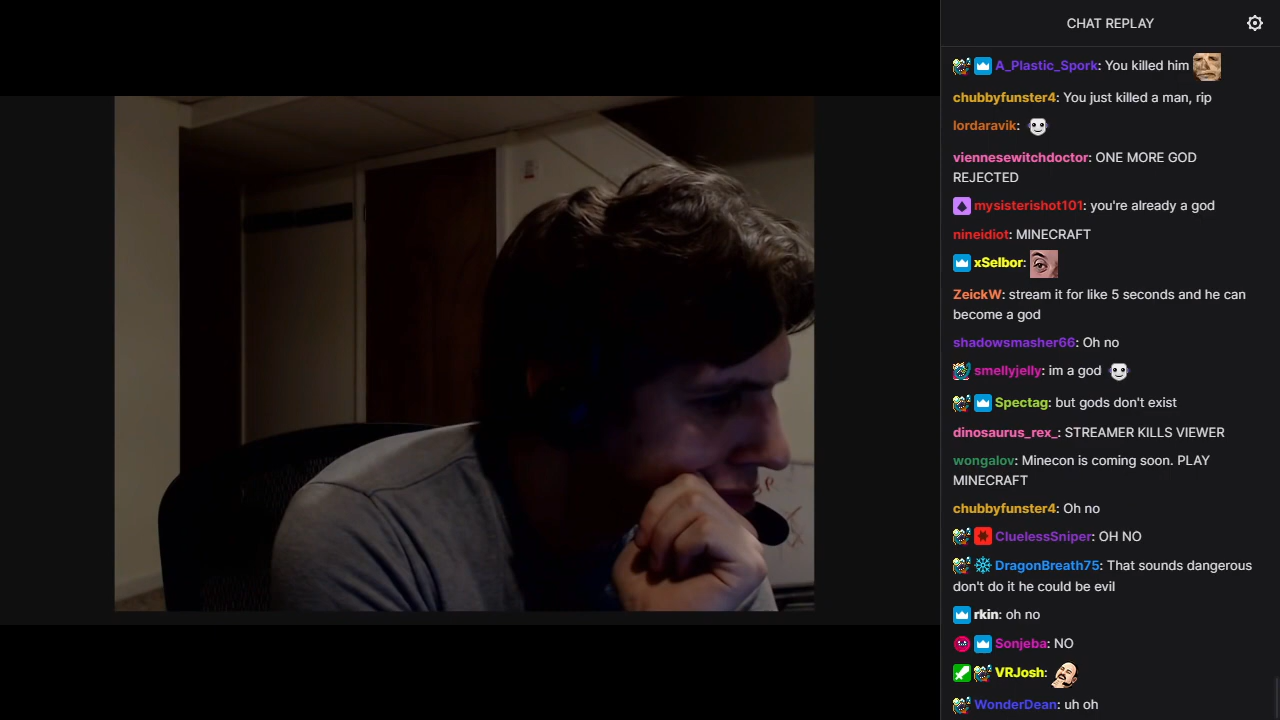 CHAT REPLAY
A_Plastic_Spork: You killed him
chubbyfunster4: You just killed a man, rip
lordaravik:
viennesewitchdoctor: ONE MORE GOD
REJECTED
mysisterishot101: you're already a god
nineidiot: MINECRAFT
xSelbor:
ZeickW: stream it for like 5 seconds and he can
become a god
shadowsmasher66: Oh no
smellyjelly: im a god
Spectag: but gods don't exist
dinosaurus_rex_: STREAMER KILLS VIEWER
wongalov: Minecon is coming soon. PLAY
MINECRAFT
chubbyfunster4: Oh no
CluelessSniper: OH NO
DragonBreath75: That sounds dangerous
don't do it he could be evil
rkin: oh no
Sonjeba: NO
VRJosh:
WonderDean: uh oh